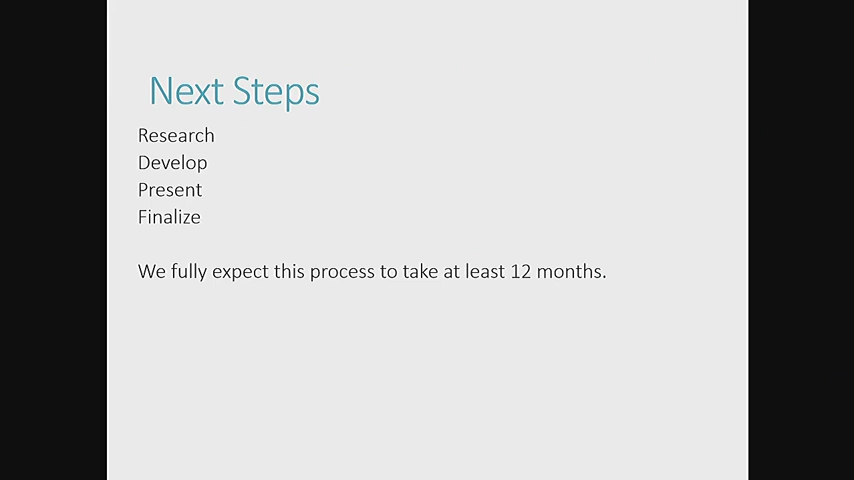 Next Steps
Research
Develop
Present
Finalize
We fully expect this process to take at least 12 months.